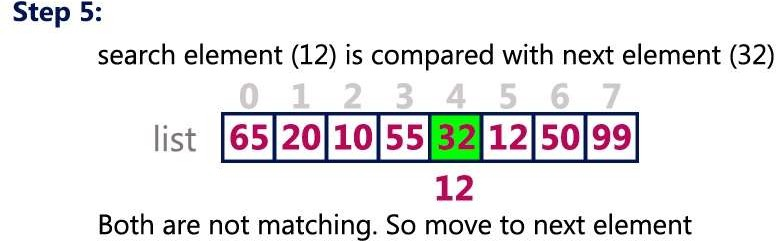 Step 5:
search element (12) is compared with next element (32)
0 1 2 3 4 5 6 7
list 65 20 10 55 32 12 50 99
12
Both are not matching. So move to next element